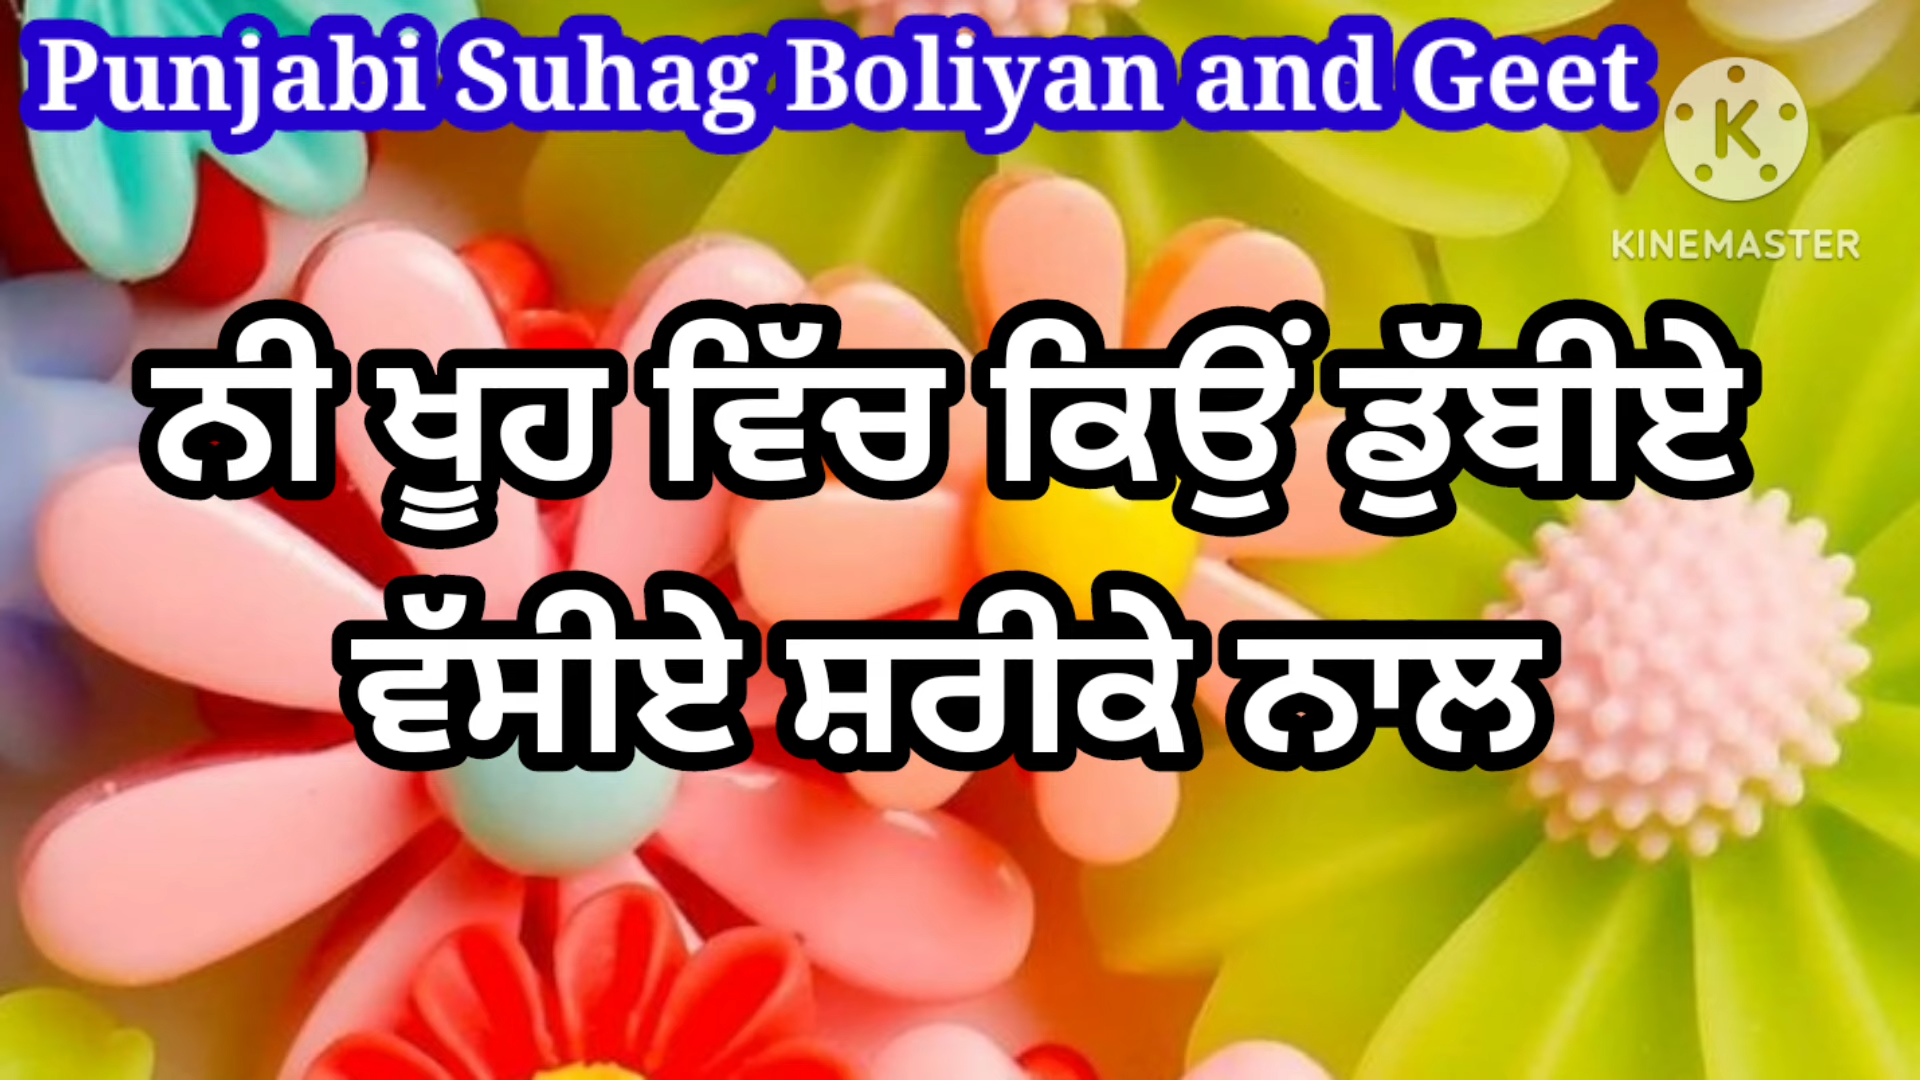 Punjabi Suhag Boliyan and Geet
K
KINEMASTER
ਨੀ ਖੂਹ ਵਿੱਚ ਕਿਉਂ ਡੁੱਬੀਏ
ਵੱਸੀਏ ਸ਼ਰੀਕੇ ਨਾਲ